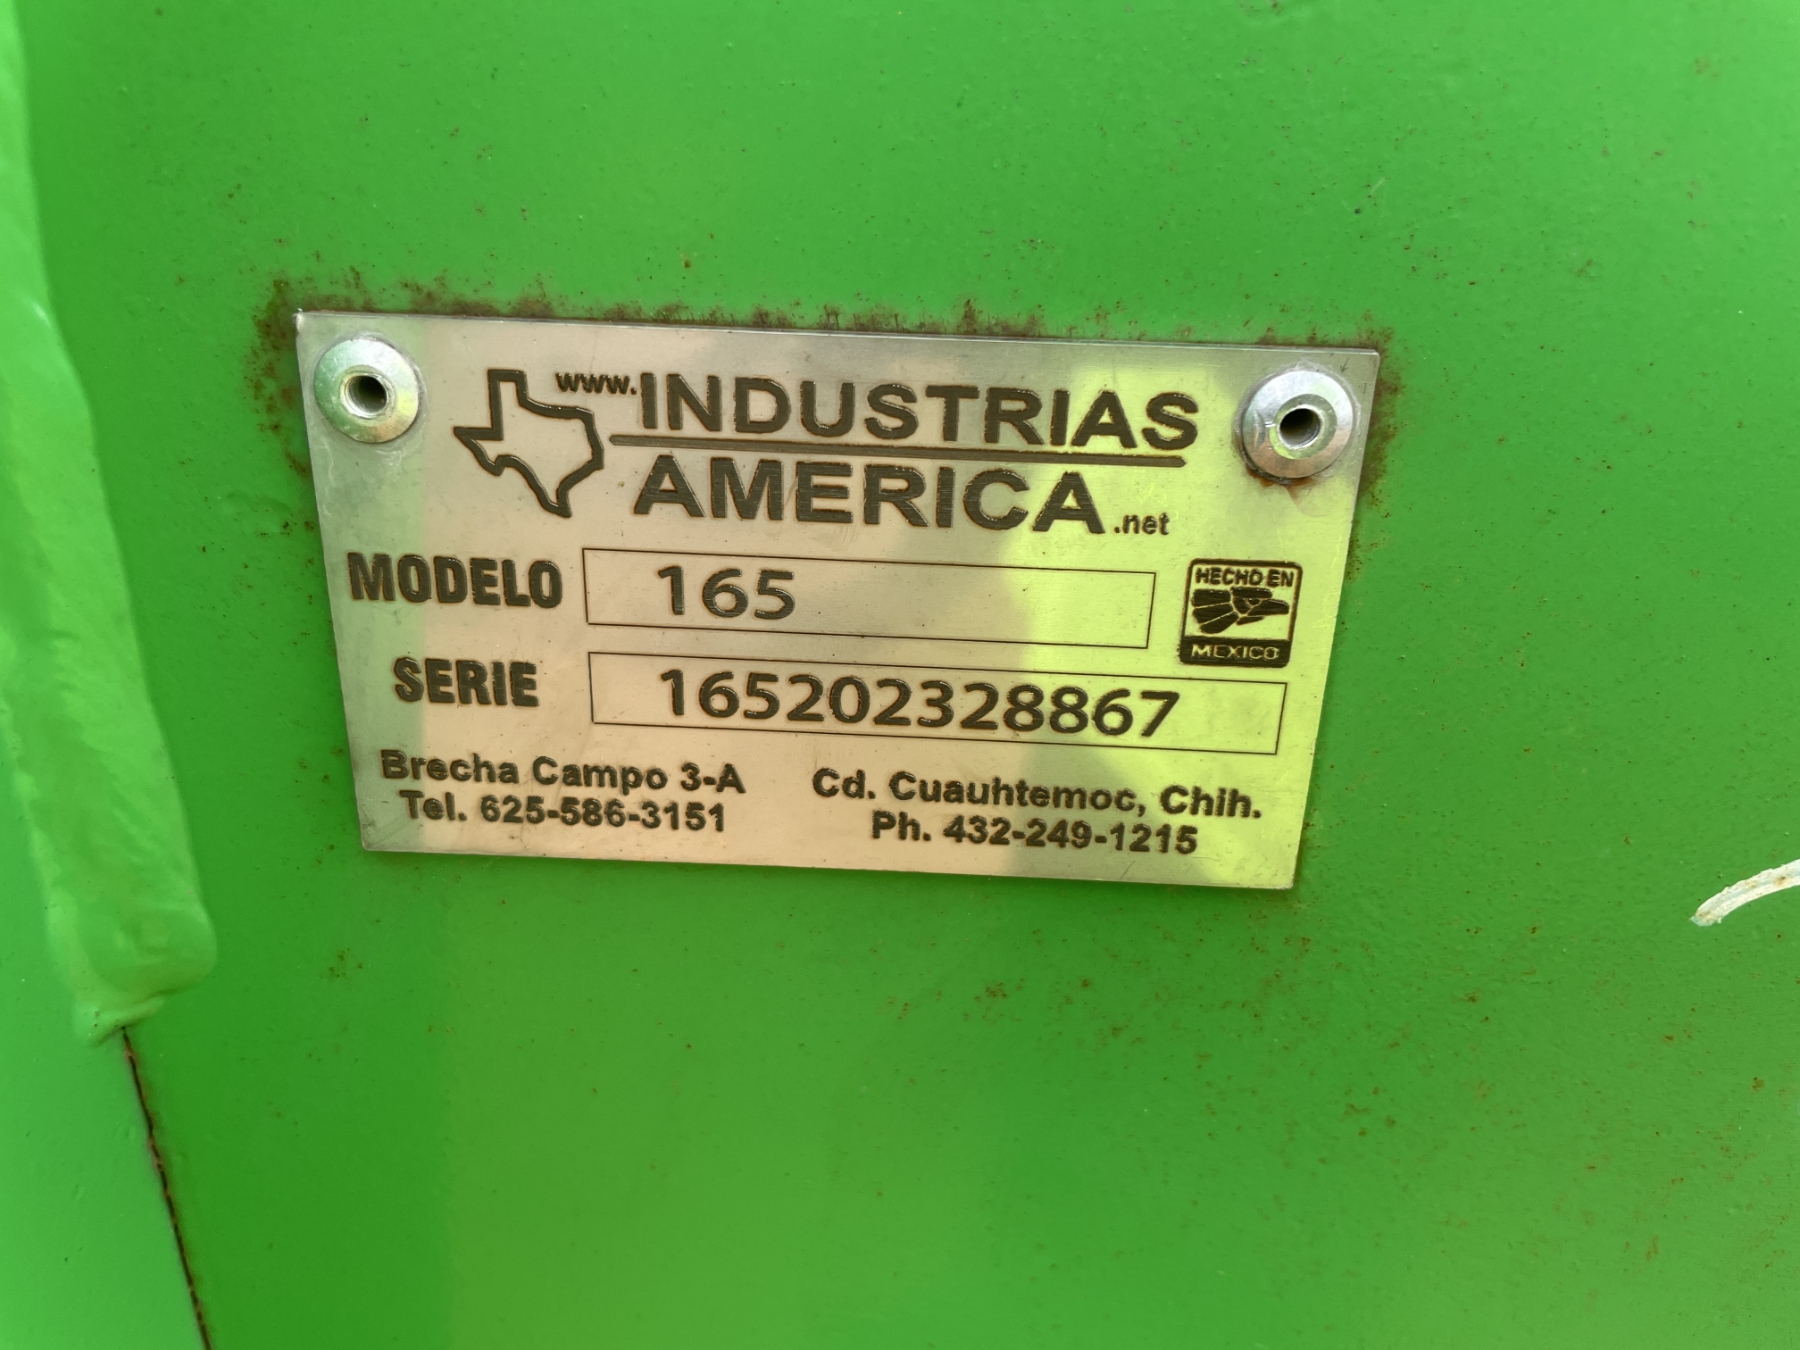 www.INDUSTRIAS
AMERICA.net
MODELO 165
HECHO EN
MEXICO
SERIE 165202328867
Brecha Campo 3-A Cd. Cuauhtemoc, Chih.
Tel. 625-586-3151 Ph. 432-249-1215